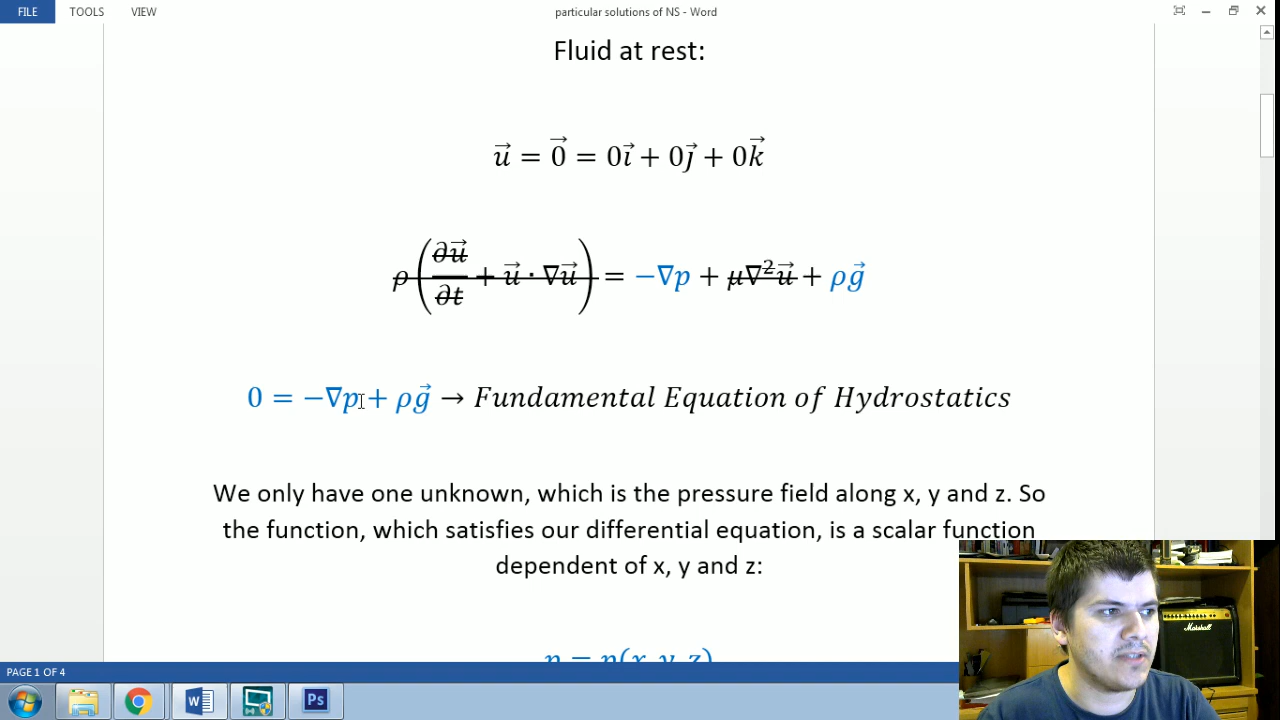 FILE TOOLS VIEW particular solutions of NS - Word
Fluid at rest:
u⃗ = 0⃗ = 0i⃗ + 0j⃗ + 0k⃗
ρ(∂u⃗/∂t + u⃗ · ∇u⃗) = −∇p + μ∇²u⃗ + ρg⃗
0 = −∇p + ρg⃗ → Fundamental Equation of Hydrostatics
We only have one unknown, which is the pressure field along x, y and z. So
the function, which satisfies our differential equation, is a scalar function
dependent of x, y and z:
p = p(x, y, z)
Marshall
PAGE 1 OF 4
W Ps